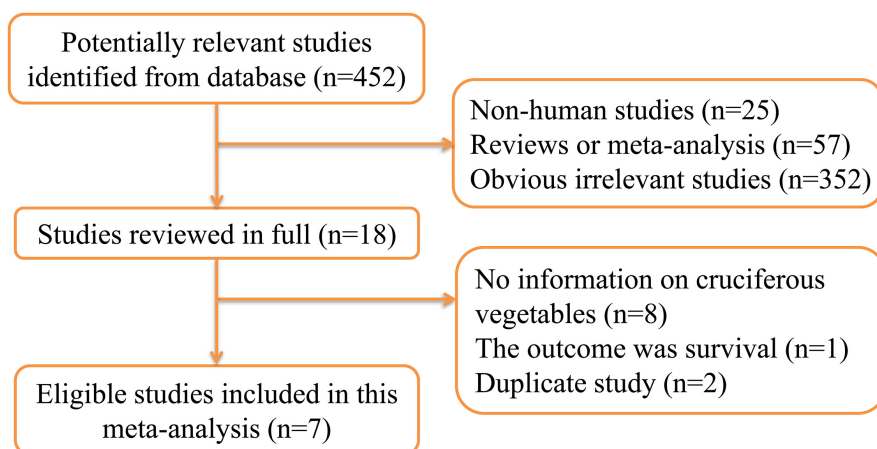 Potentially relevant studies
identified from database (n=452)
Non-human studies (n=25)
Reviews or meta-analysis (n=57)
Obvious irrelevant studies (n=352)
Studies reviewed in full (n=18)
No information on cruciferous
vegetables (n=8)
The outcome was survival (n=1)
Duplicate study (n=2)
Eligible studies included in this
meta-analysis (n=7)